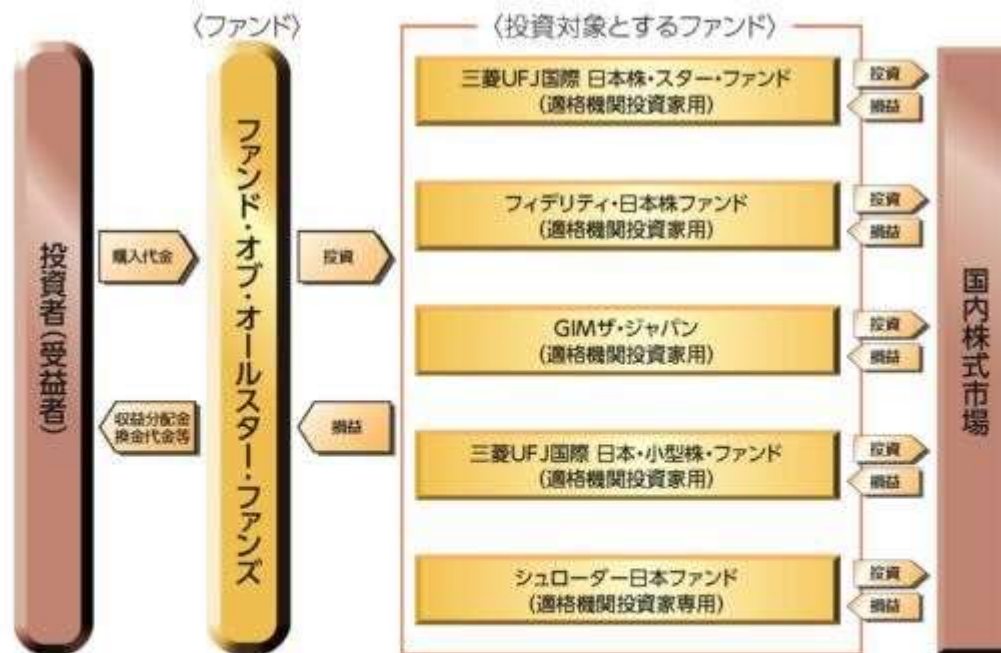 〈ファンド〉
〈投資対象とするファンド〉
投資者(受益者)
購入代金
収益分配金
換金代金等
ファンド・オブ・オールスター・ファンズ
投資
損益
三菱UFJ国際 日本株・スター・ファンド
(適格機関投資家用)
投資
損益
フィデリティ・日本株ファンド
(適格機関投資家用)
投資
損益
GIMザ・ジャパン
(適格機関投資家用)
投資
損益
三菱UFJ国際 日本・小型株・ファンド
(適格機関投資家用)
投資
損益
シュローダー日本ファンド
(適格機関投資家専用)
投資
損益
国内株式市場